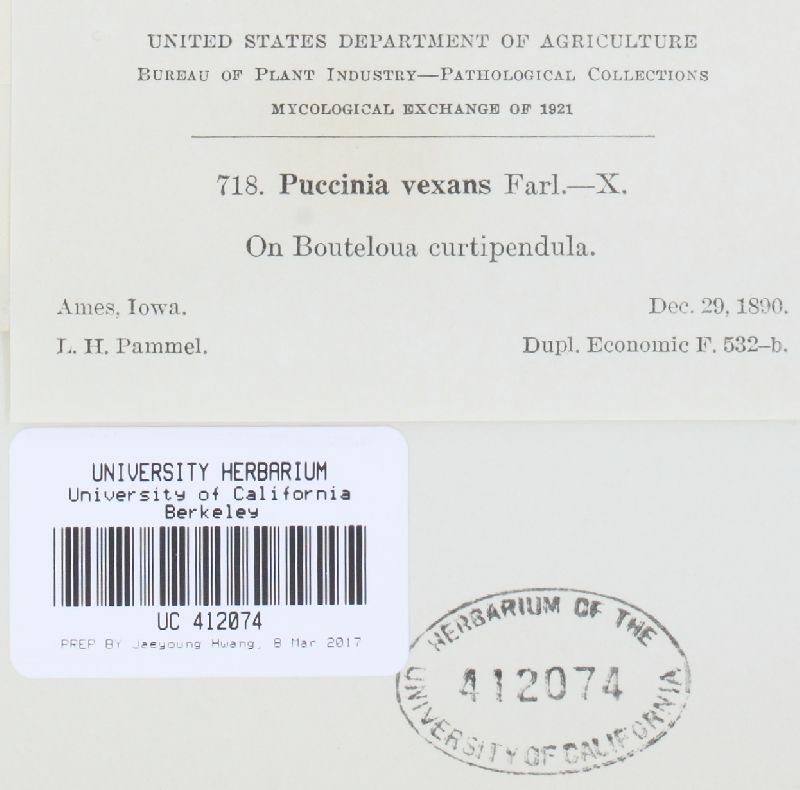 UNITED STATES DEPARTMENT OF AGRICULTURE
BUREAU OF PLANT INDUSTRY—PATHOLOGICAL COLLECTIONS
MYCOLOGICAL EXCHANGE OF 1921
718. Puccinia vexans Farl.—X.
On Bouteloua curtipendula.
Ames, Iowa. Dec. 29, 1890.
L. H. Pammel. Dupl. Economic F. 532–b.
UNIVERSITY HERBARIUM
University of California
Berkeley
UC 412074
PREP BY Jaeyoung Hwang, 8 Mar 2017
HERBARIUM OF THE
412074
UNIVERSITY OF CALIFORNIA